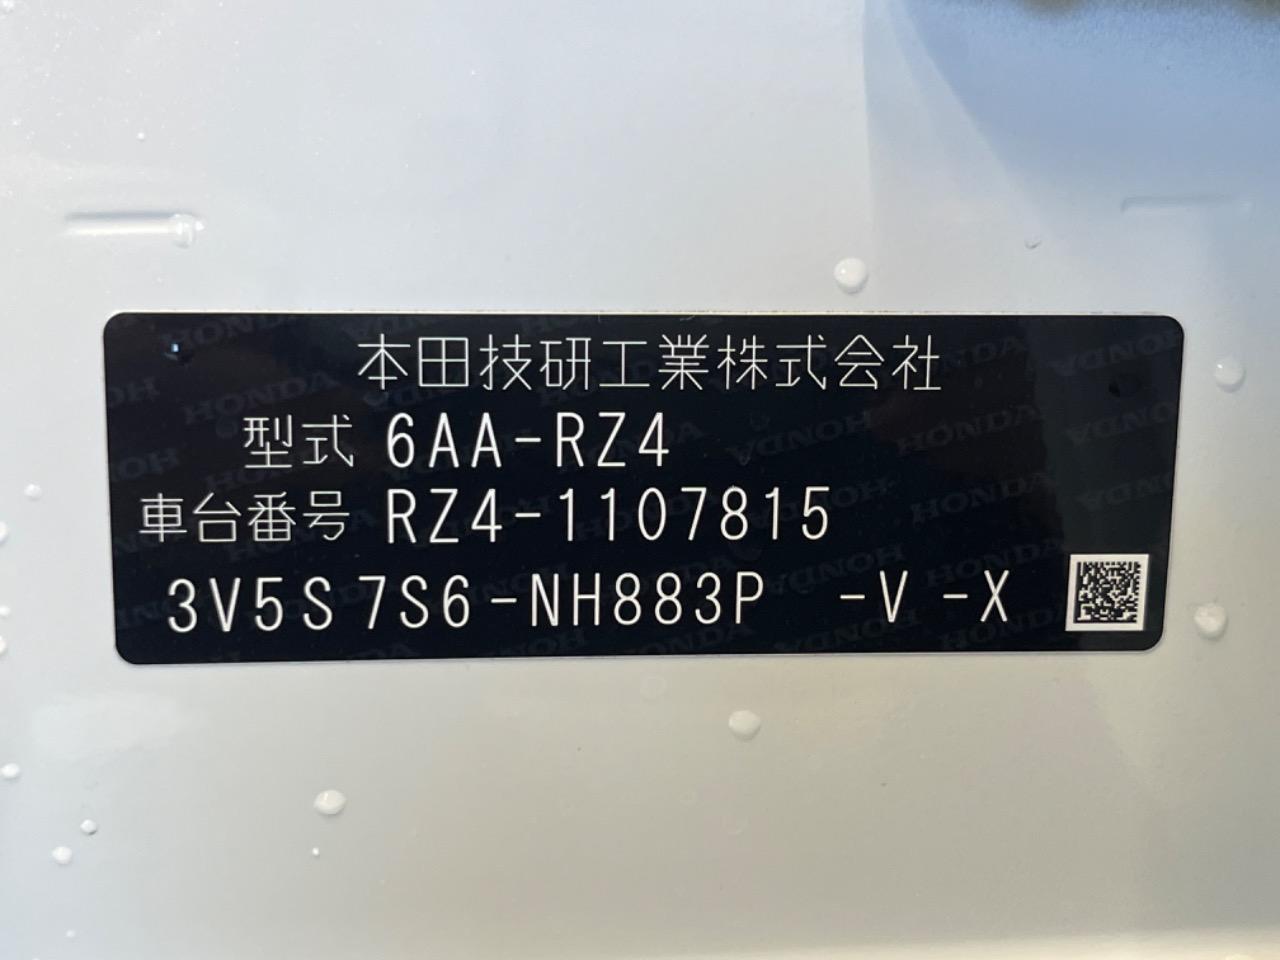 本田技研工業株式会社
型式 6AA-RZ4
車台番号 RZ4-1107815
3V5S7S6-NH883P -V -X